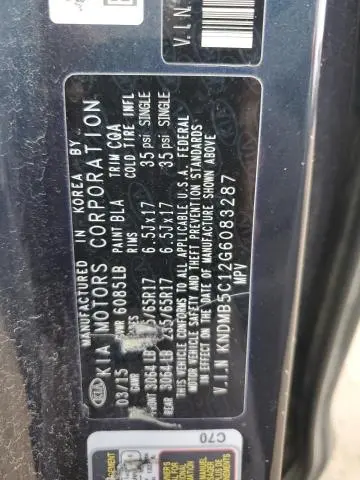 MANUFACTURED IN KOREA BY
KIA MOTORS CORPORATION
03/15 GVWR 6085LB PAINT BLA TRIM CQA
GAWR RIMS COLD TIRE INFL
FRONT 3064LB 235/65R17 6.5Jx17 35 psi SINGLE
REAR 3064LB 235/65R17 6.5Jx17 35 psi SINGLE
THIS VEHICLE CONFORMS TO ALL APPLICABLE U.S.A. FEDERAL
MOTOR VEHICLE SAFETY AND THEFT PREVENTION STANDARDS
IN EFFECT ON THE DATE OF MANUFACTURE SHOWN ABOVE
V.I.N KNDMB5C12G6083287
MPV
V.I.N
C70